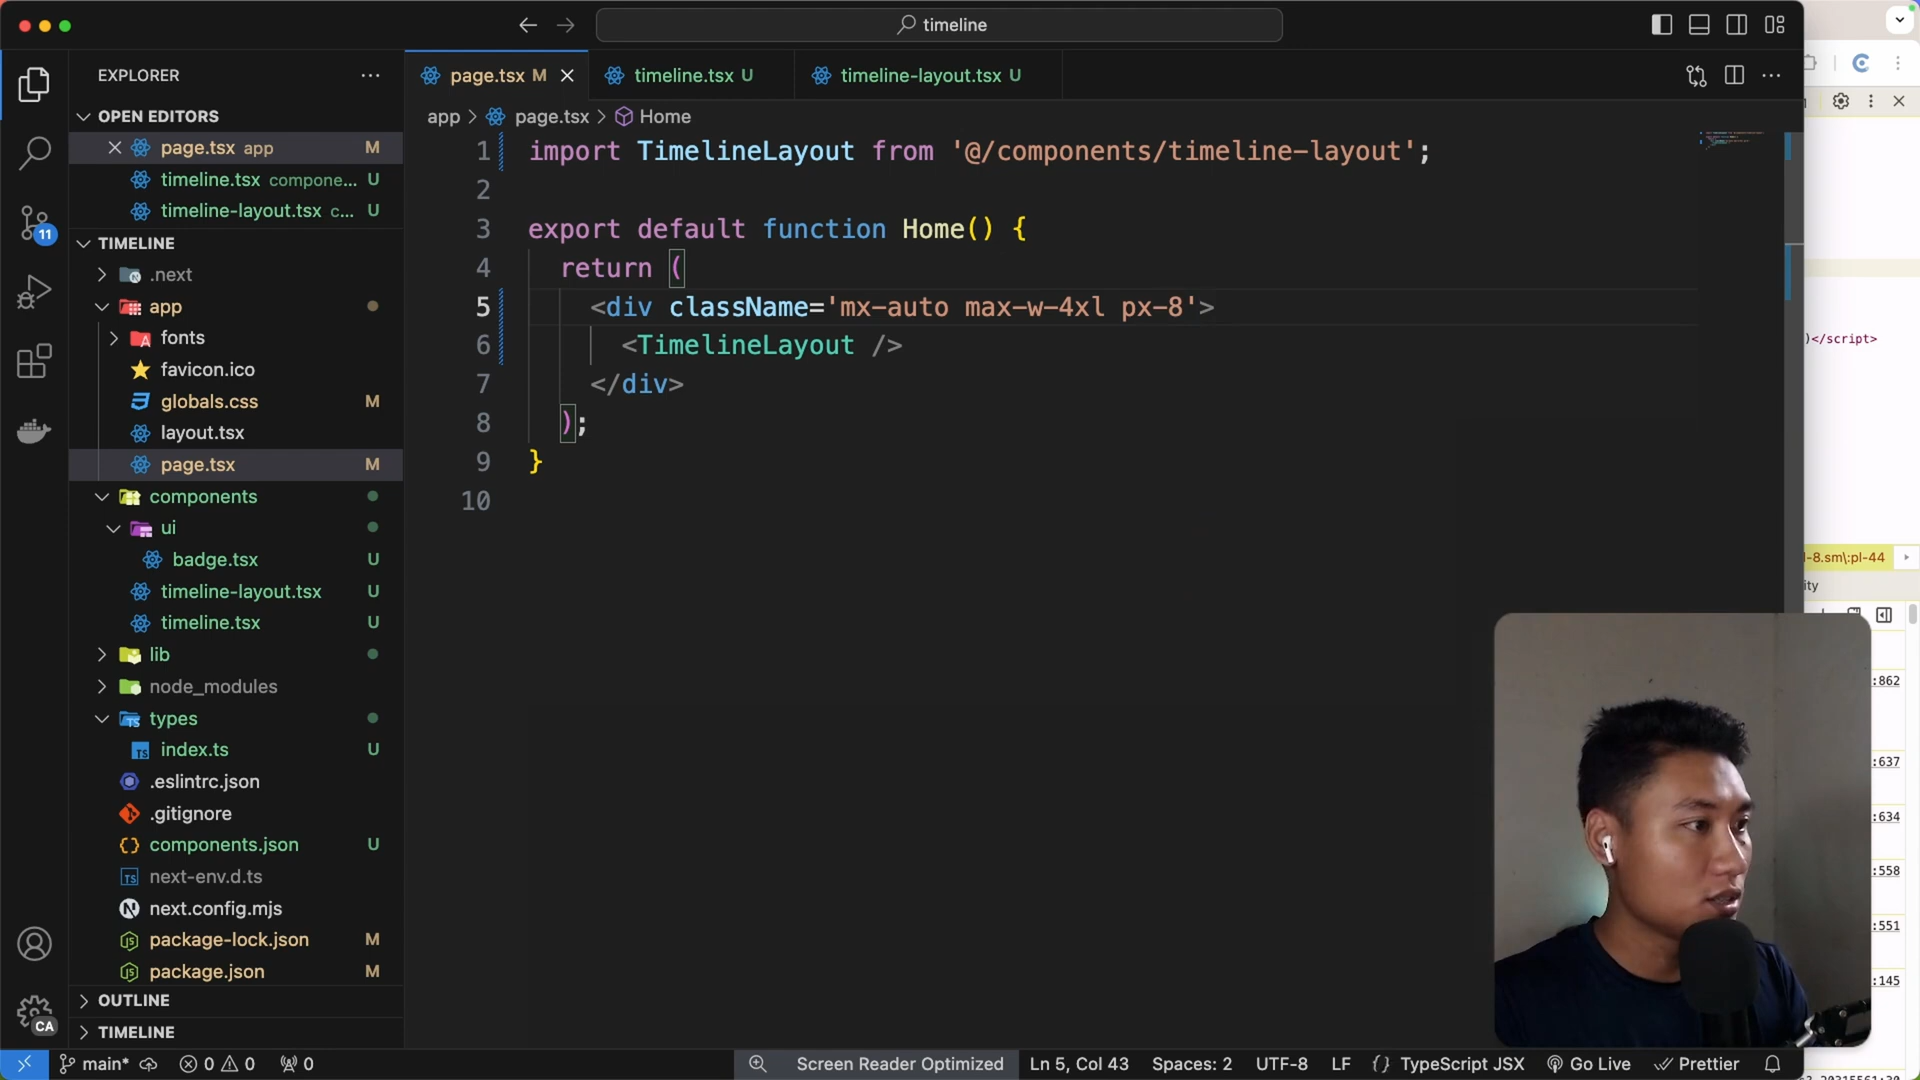 timeline
EXPLORER
OPEN EDITORS
page.tsx app M
timeline.tsx compone... U
timeline-layout.tsx c... U
TIMELINE
.next
app
fonts
favicon.ico
globals.css M
layout.tsx
page.tsx M
components
ui
badge.tsx U
timeline-layout.tsx U
timeline.tsx U
lib
node_modules
types
index.ts U
.eslintrc.json
.gitignore
components.json U
next-env.d.ts
next.config.mjs
package-lock.json M
package.json M
OUTLINE
TIMELINE
11
CA
page.tsx M
timeline.tsx U
timeline-layout.tsx U
app > page.tsx > Home
1 import TimelineLayout from '@/components/timeline-layout';
2
3 export default function Home() {
4 return (
5 <div className='mx-auto max-w-4xl px-8'>
6 <TimelineLayout />
7 </div>
8 );
9 }
10
)</script>
l-8.sm\:pl-44
ity
:862
:637
:634
:558
:551
:145
main* 0 0 0 Screen Reader Optimized Ln 5, Col 43 Spaces: 2 UTF-8 LF {} TypeScript JSX Go Live Prettier